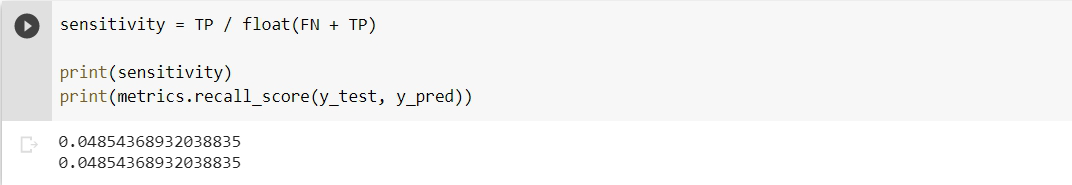 sensitivity = TP / float(FN + TP)
print(sensitivity)
print(metrics.recall_score(y_test, y_pred))
0.04854368932038835
0.04854368932038835